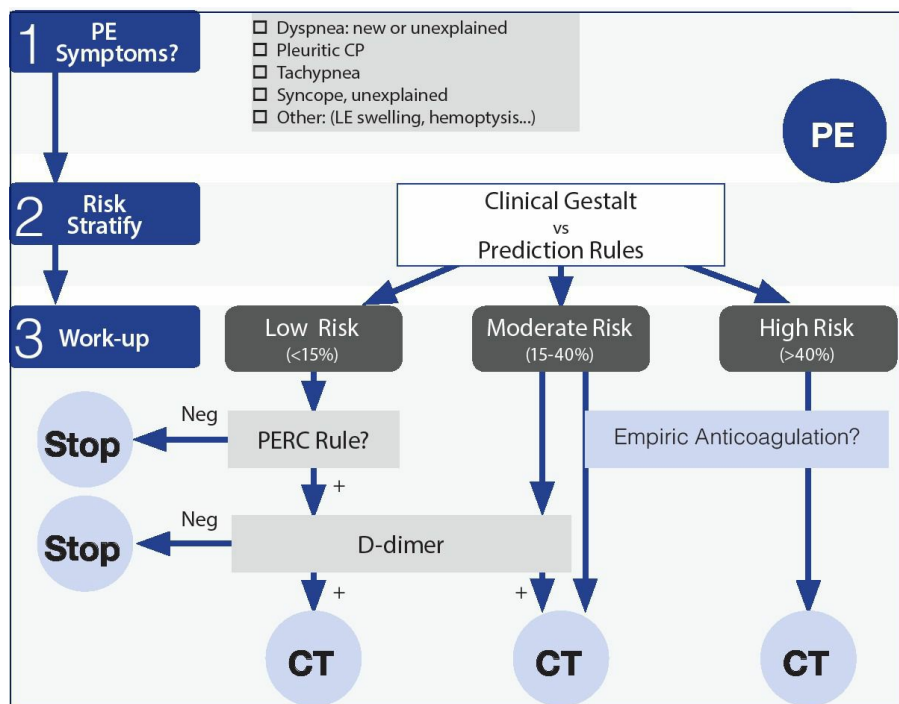 1
PE
Symptoms?
☐ Dyspnea: new or unexplained
☐ Pleuritic CP
☐ Tachypnea
☐ Syncope, unexplained
☐ Other: (LE swelling, hemoptysis...)
PE
2
Risk
Stratify
Clinical Gestalt
vs
Prediction Rules
3
Work-up
Low Risk
(<15%)
Moderate Risk
(15-40%)
High Risk
(>40%)
Stop
Neg
PERC Rule?
Empiric Anticoagulation?
+
Stop
Neg
D-dimer
+
+
CT
CT
CT